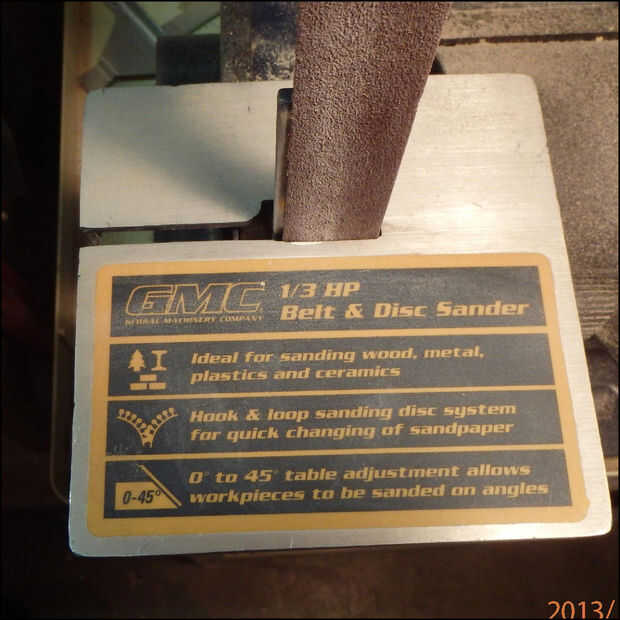 GMC
GLOBAL MACHINERY COMPANY
1/3 HP
Belt & Disc Sander
Ideal for sanding wood, metal,
plastics and ceramics
Hook & loop sanding disc system
for quick changing of sandpaper
0-45°
0° to 45° table adjustment allows
workpieces to be sanded on angles
2013/